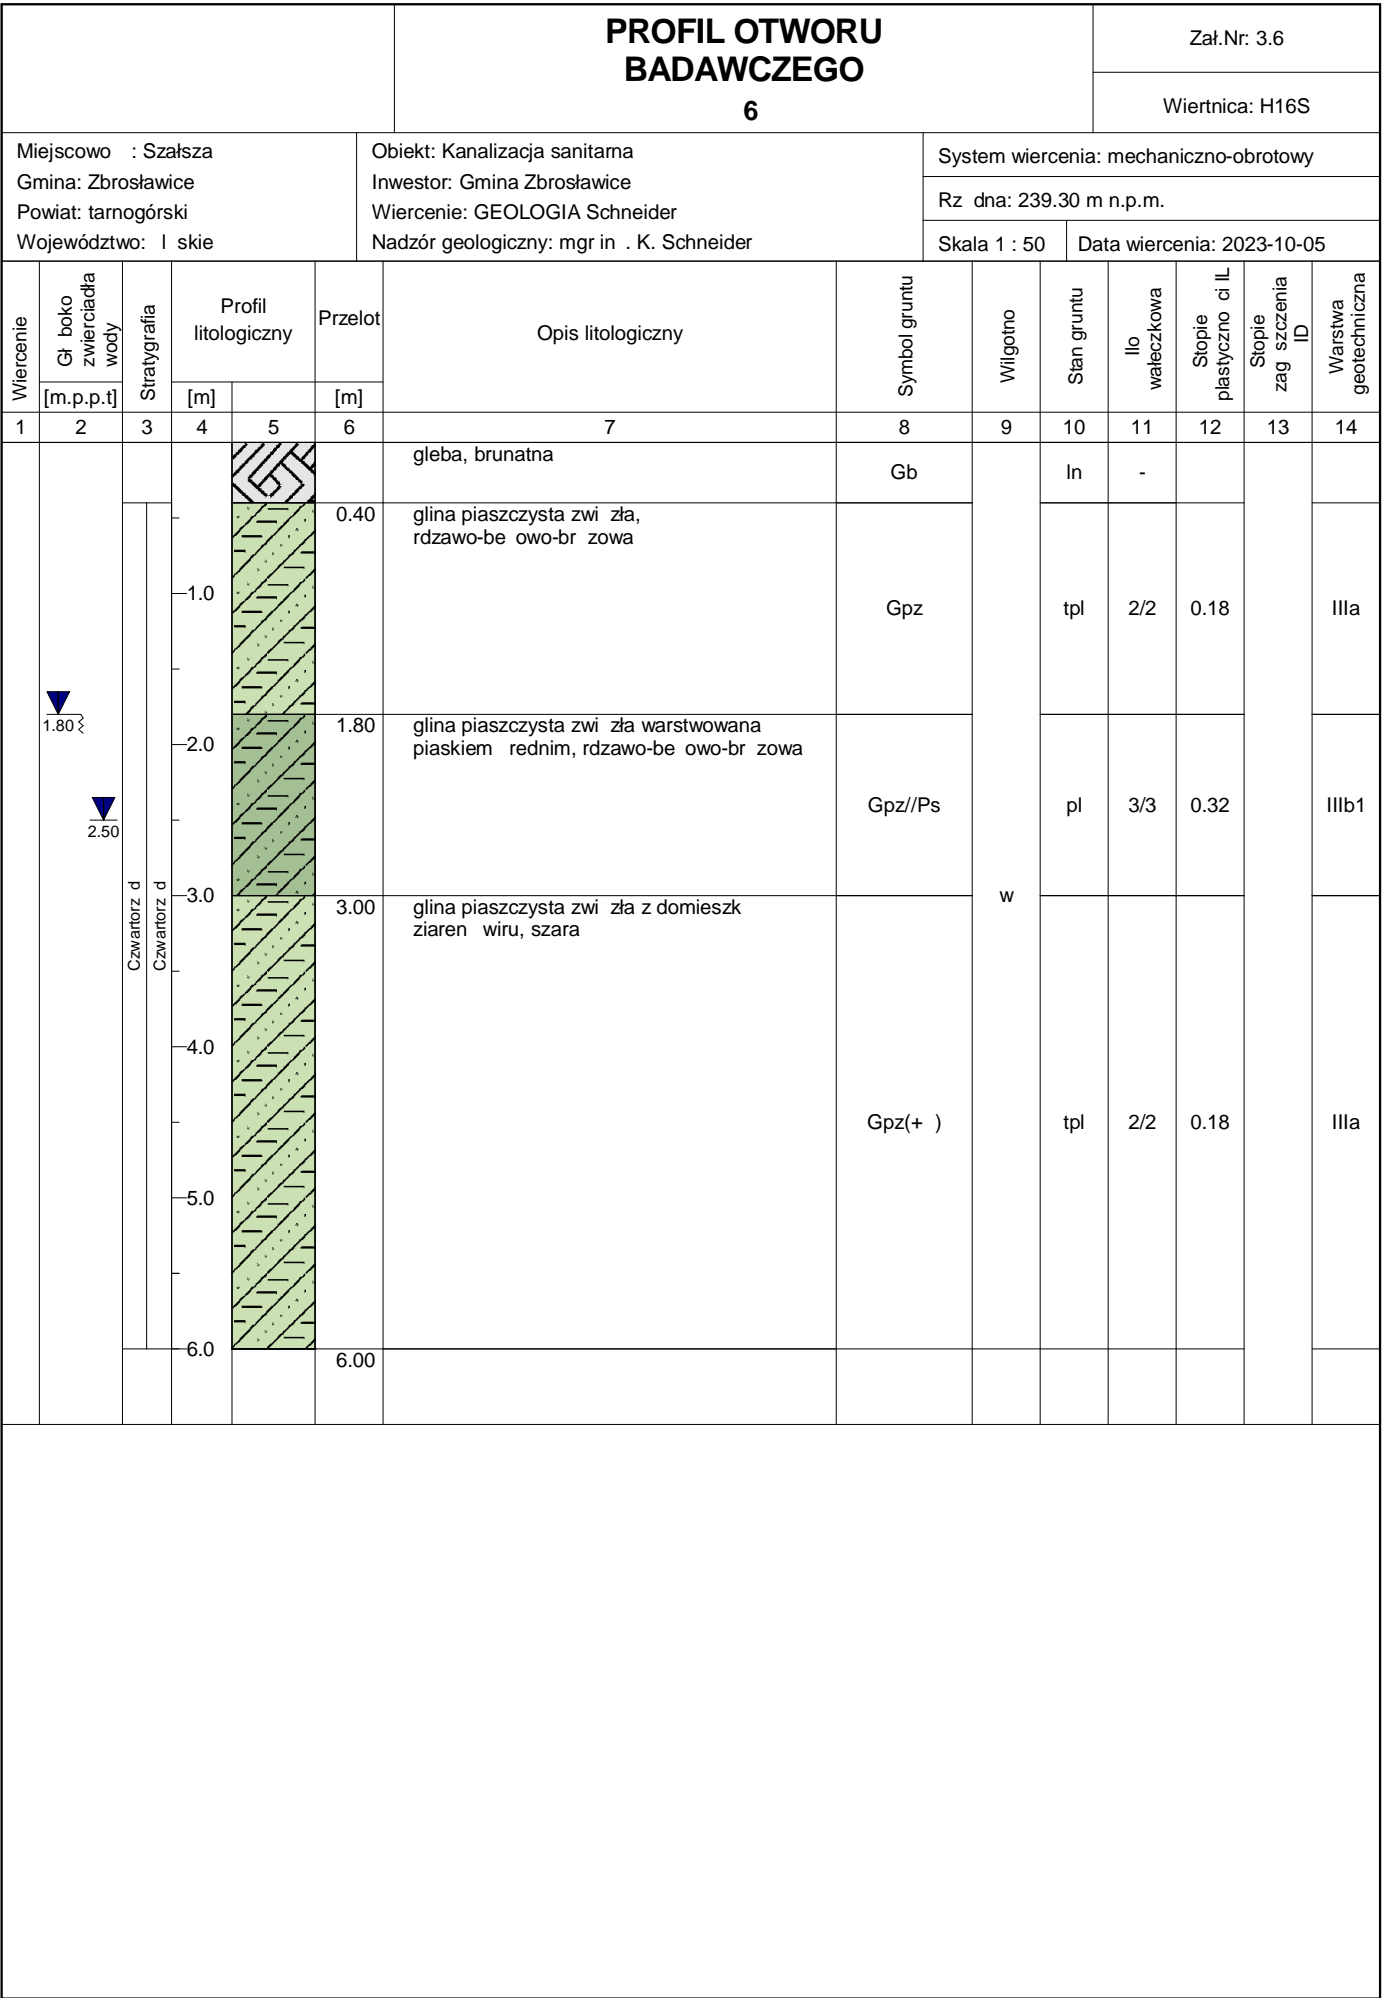 PROFIL OTWORU
BADAWCZEGO
6
Zał.Nr: 3.6
Wiertnica: H16S
Miejscowo : Szałsza
Gmina: Zbrosławice
Powiat: tarnogórski
Województwo: l skie
Obiekt: Kanalizacja sanitarna
Inwestor: Gmina Zbrosławice
Wiercenie: GEOLOGIA Schneider
Nadzór geologiczny: mgr in . K. Schneider
System wiercenia: mechaniczno-obrotowy
Rz dna: 239.30 m n.p.m.
Skala 1 : 50
Data wiercenia: 2023-10-05
Wiercenie
Gł boko
zwierciadła
wody
[m.p.p.t]
Stratygrafia
Profil
litologiczny
[m]
Przelot
[m]
Opis litologiczny
Symbol gruntu
Wilgotno
Stan gruntu
Ilo
wałeczkowa
Stopie
plastyczno ci IL
Stopie
zag szczenia
ID
Warstwa
geotechniczna
1 2 3 4 5 6 7 8 9 10 11 12 13 14
gleba, brunatna
Gb
ln
-
0.40
glina piaszczysta zwi zła,
rdzawo-be owo-br zowa
1.0
Gpz
tpl
2/2
0.18
IIIa
1.80
1.80
glina piaszczysta zwi zła warstwowana
piaskiem rednim, rdzawo-be owo-br zowa
2.0
2.50
Gpz//Ps
pl
3/3
0.32
IIIb1
Czwartorz d
Czwartorz d
3.0
3.00
glina piaszczysta zwi zła z domieszk
ziaren wiru, szara
w
4.0
Gpz(+ )
tpl
2/2
0.18
IIIa
5.0
6.0
6.00